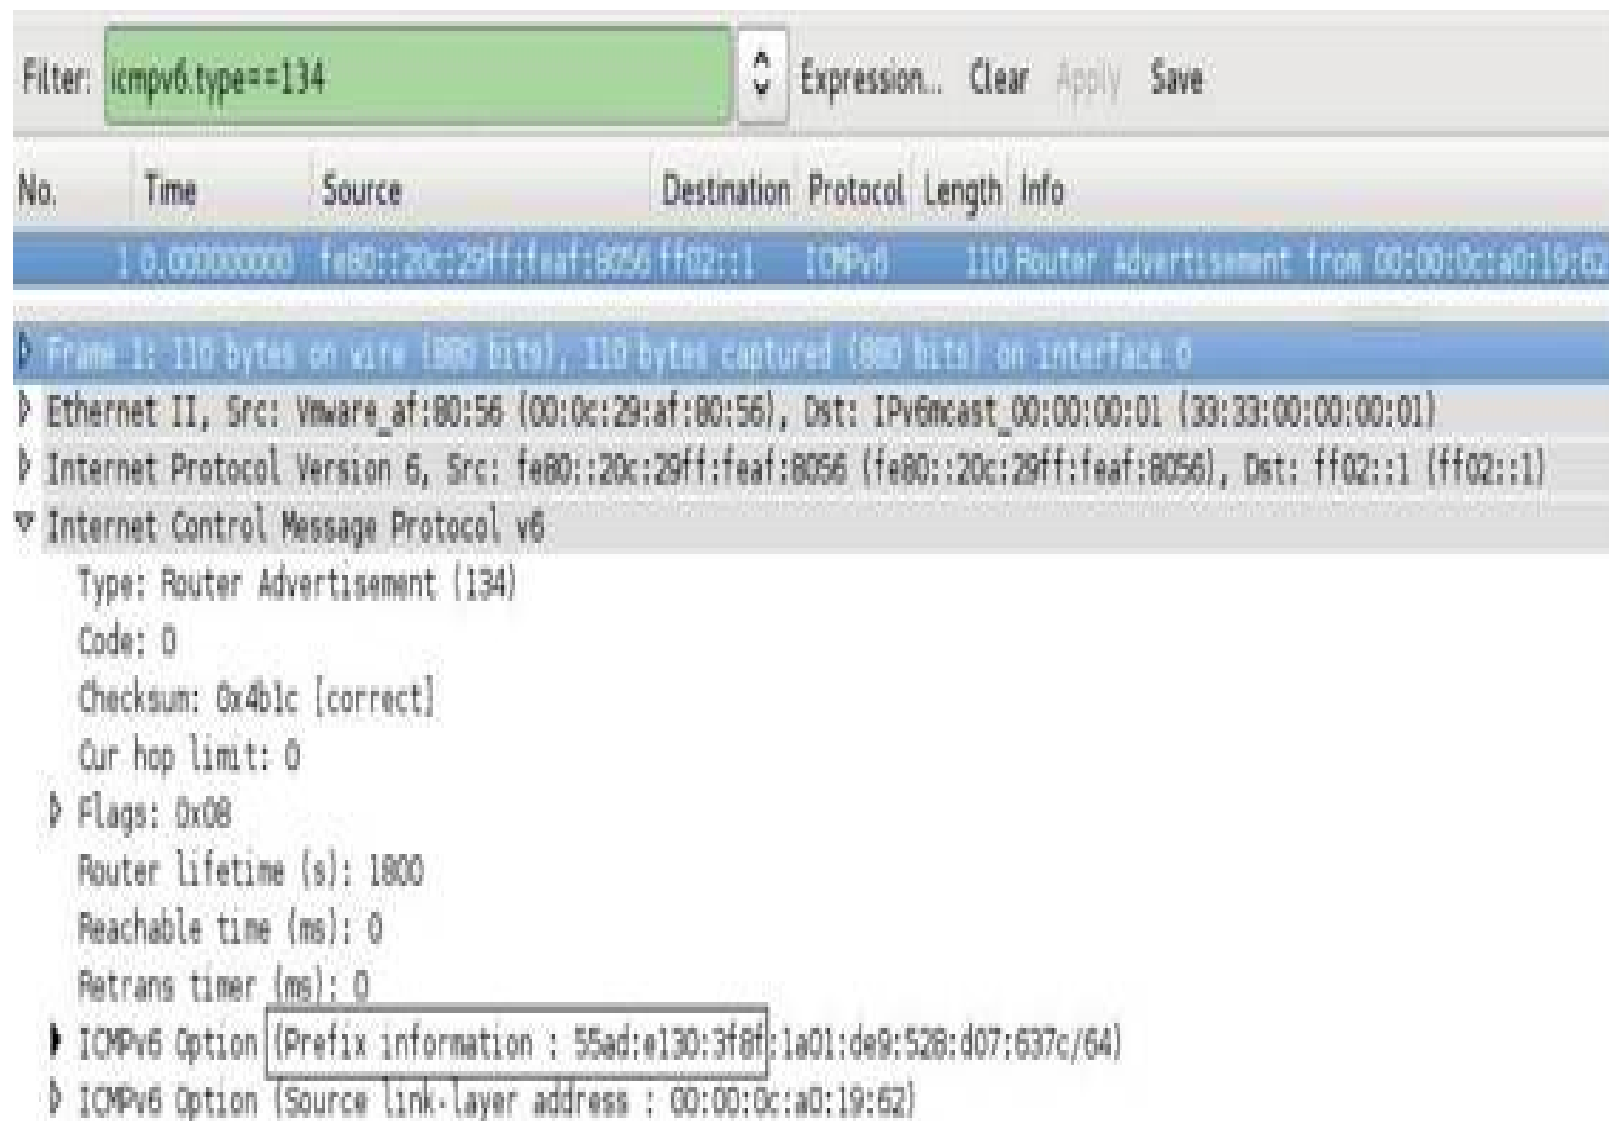 Filter: icmpv6.type==134 Expression... Clear Apply Save
No. Time Source Destination Protocol Length Info
1 0.000000000 fe80::20c:29ff:feaf:8056 ff02::1 ICMPv6 110 Router Advertisement from 00:00:0c:a0:19:62
Frame 1: 110 bytes on wire (880 bits), 110 bytes captured (880 bits) on interface 0
Ethernet II, Src: Vmware_af:80:56 (00:0c:29:af:80:56), Dst: IPv6mcast_00:00:00:01 (33:33:00:00:00:01)
Internet Protocol Version 6, Src: fe80::20c:29ff:feaf:8056 (fe80::20c:29ff:feaf:8056), Dst: ff02::1 (ff02::1)
Internet Control Message Protocol v6
Type: Router Advertisement (134)
Code: 0
Checksum: 0x4b1c [correct]
Cur hop limit: 0
Flags: 0x08
Router lifetime (s): 1800
Reachable time (ms): 0
Retrans timer (ms): 0
ICMPv6 Option (Prefix information : 55ad:e130:3f8f:1a01:de9:528:d07:637c/64)
ICMPv6 Option (Source link-layer address : 00:00:0c:a0:19:62)